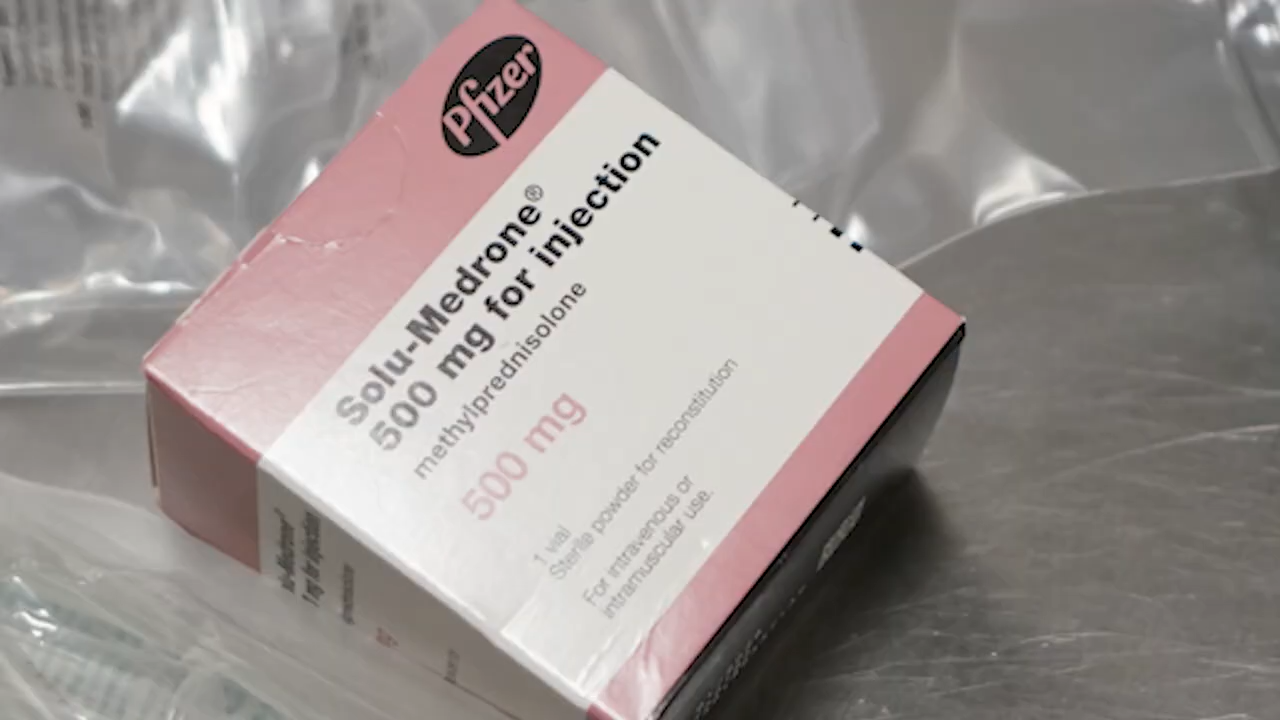 Pfizer
Solu-Medrone®
500 mg for injection
methylprednisolone
500 mg
1 vial
Sterile powder for reconstitution
For intravenous or
intramuscular use.